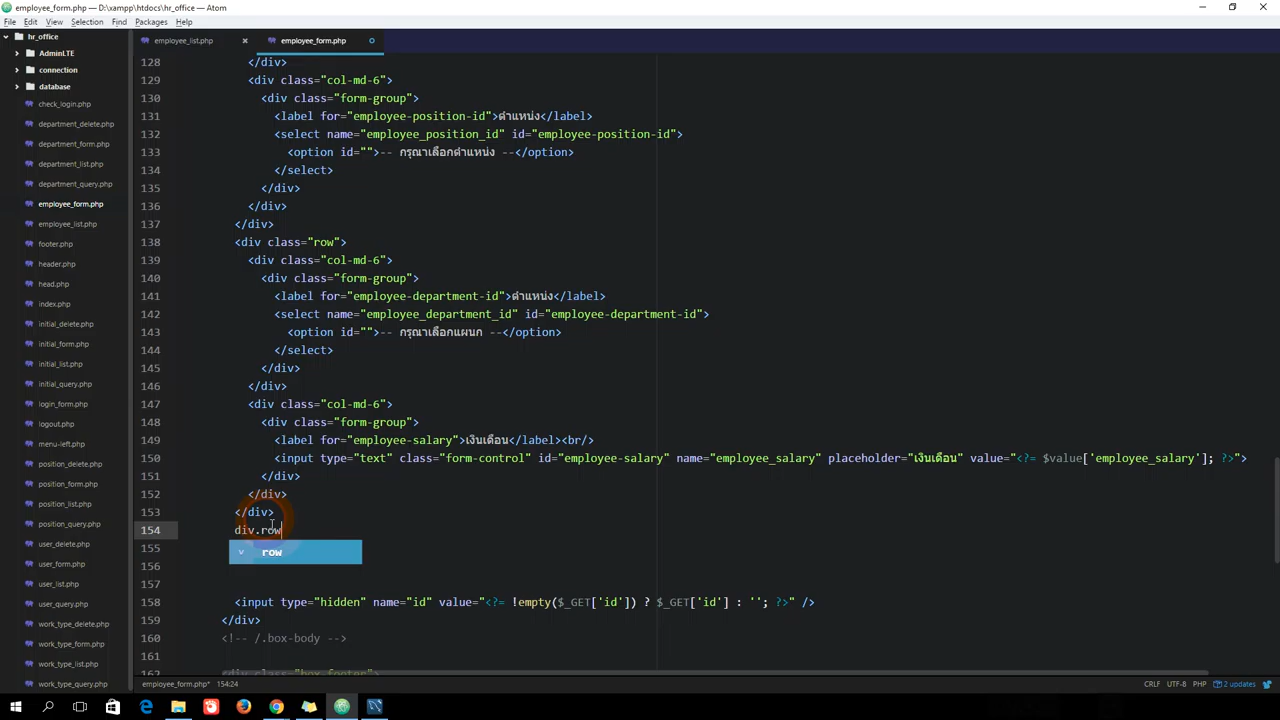 employee_form.php — D:\xampp\htdocs\hr_office — Atom
File Edit View Selection Find Packages Help
hr_office
AdminLTE
connection
database
check_login.php
department_delete.php
department_form.php
department_list.php
department_query.php
employee_form.php
employee_list.php
footer.php
header.php
head.php
index.php
initial_delete.php
initial_form.php
initial_list.php
initial_query.php
login_form.php
logout.php
menu-left.php
position_delete.php
position_form.php
position_list.php
position_query.php
user_delete.php
user_form.php
user_list.php
user_query.php
work_type_delete.php
work_type_form.php
work_type_list.php
work_type_query.php
employee_list.php employee_form.php
128 </div>
129 <div class="col-md-6">
130 <div class="form-group">
131 <label for="employee-position-id">ตำแหน่ง</label>
132 <select name="employee_position_id" id="employee-position-id">
133 <option id="">-- กรุณาเลือกตำแหน่ง --</option>
134 </select>
135 </div>
136 </div>
137 </div>
138 <div class="row">
139 <div class="col-md-6">
140 <div class="form-group">
141 <label for="employee-department-id">ตำแหน่ง</label>
142 <select name="employee_department_id" id="employee-department-id">
143 <option id="">-- กรุณาเลือกแผนก --</option>
144 </select>
145 </div>
146 </div>
147 <div class="col-md-6">
148 <div class="form-group">
149 <label for="employee-salary">เงินเดือน</label><br/>
150 <input type="text" class="form-control" id="employee-salary" name="employee_salary" placeholder="เงินเดือน" value="<?= $value['employee_salary']; ?>">
151 </div>
152 </div>
153 </div>
154 div.row
155 v row
156
157
158 <input type="hidden" name="id" value="<?= !empty($_GET['id']) ? $_GET['id'] : ''; ?>" />
159 </div>
160 <!-- /.box-body -->
161
162 <div class="box-footer">
employee_form.php* 154:24 CRLF UTF-8 PHP 2 updates